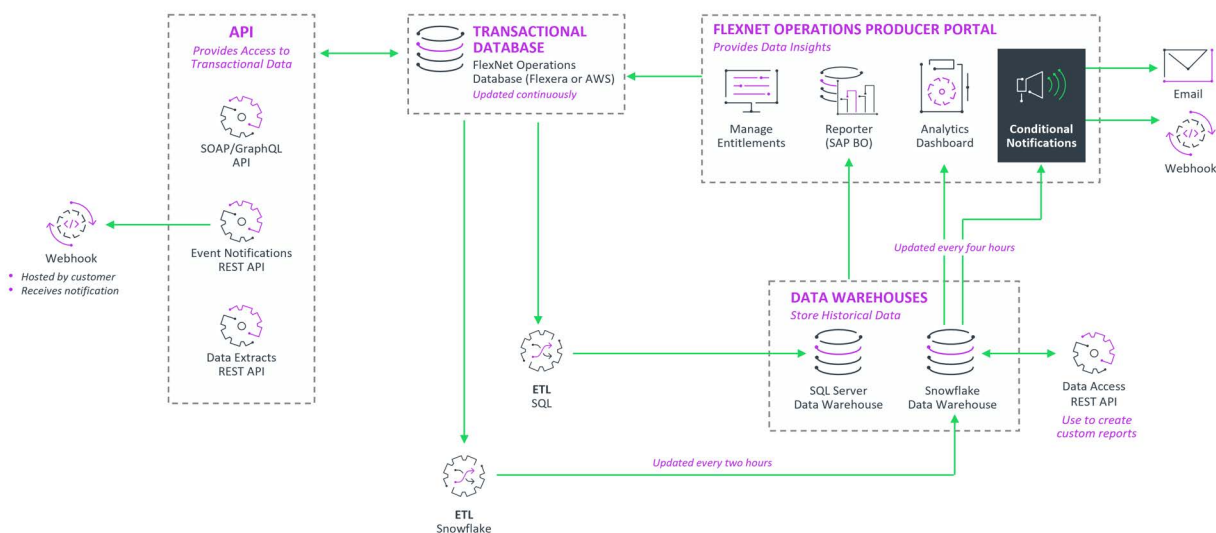 API
Provides Access to
Transactional Data
SOAP/GraphQL
API
Event Notifications
REST API
Data Extracts
REST API
Webhook
• Hosted by customer
• Receives notification
TRANSACTIONAL
DATABASE
FlexNet Operations
Database (Flexera or AWS)
Updated continuously
FLEXNET OPERATIONS PRODUCER PORTAL
Provides Data Insights
Manage
Entitlements
Reporter
(SAP BO)
Analytics
Dashboard
Conditional
Notifications
Email
</>
Webhook
Updated every four hours
DATA WAREHOUSES
Store Historical Data
SQL Server
Data Warehouse
Snowflake
Data Warehouse
Data Access
REST API
Use to create
custom reports
ETL
SQL
Updated every two hours
ETL
Snowflake
</>